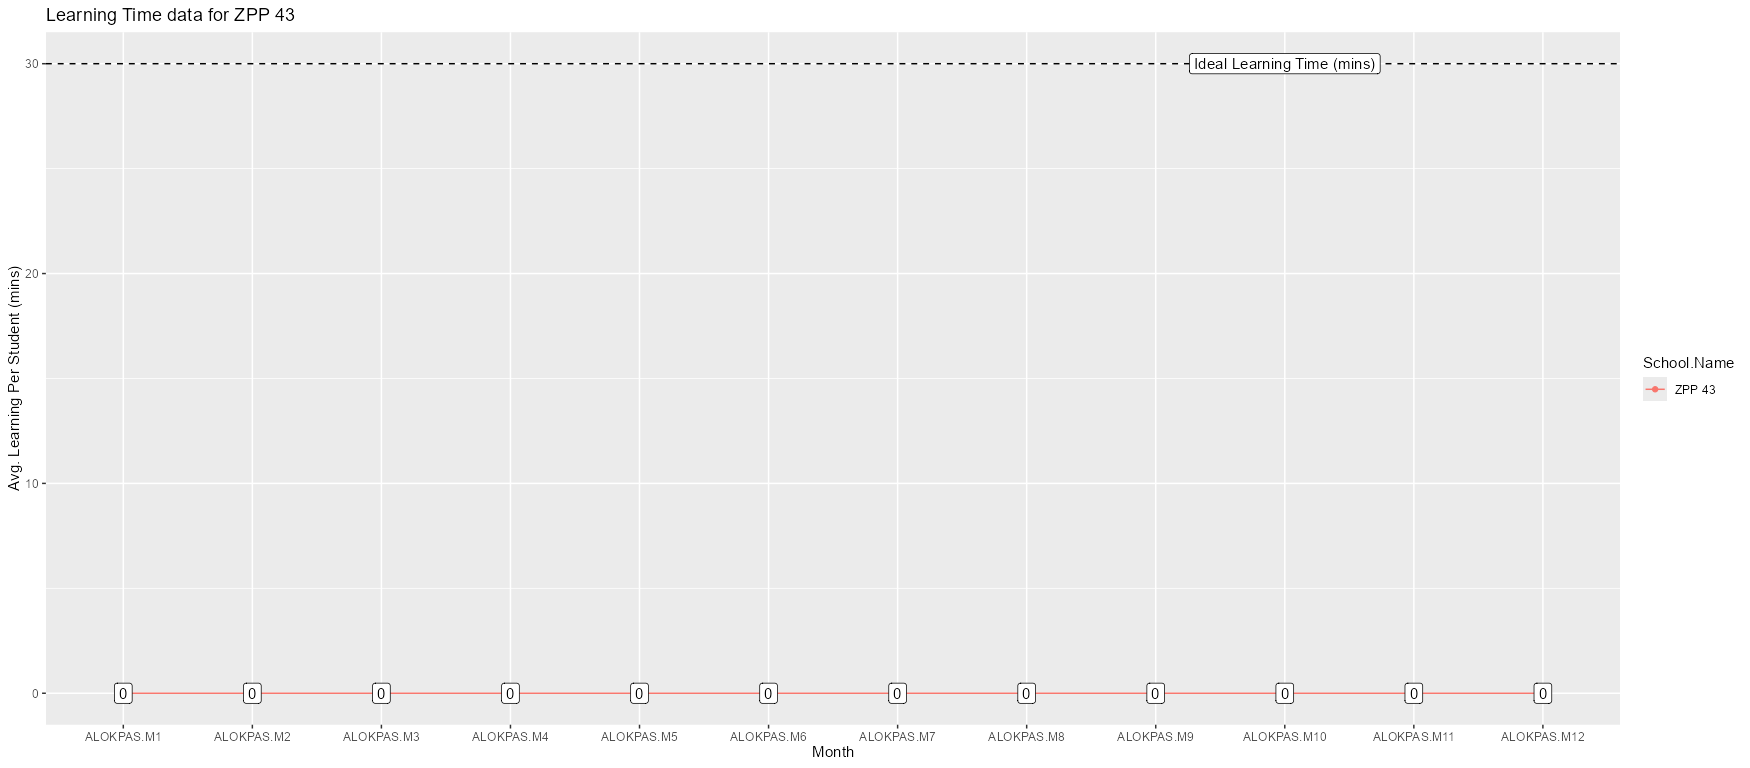 Learning Time data for ZPP 43
30
Ideal Learning Time (mins)
20
10
0
Avg. Learning Per Student (mins)
0 0 0 0 0 0 0 0 0 0 0 0
ALOKPAS.M1 ALOKPAS.M2 ALOKPAS.M3 ALOKPAS.M4 ALOKPAS.M5 ALOKPAS.M6 ALOKPAS.M7 ALOKPAS.M8 ALOKPAS.M9 ALOKPAS.M10 ALOKPAS.M11 ALOKPAS.M12
Month
School.Name
ZPP 43